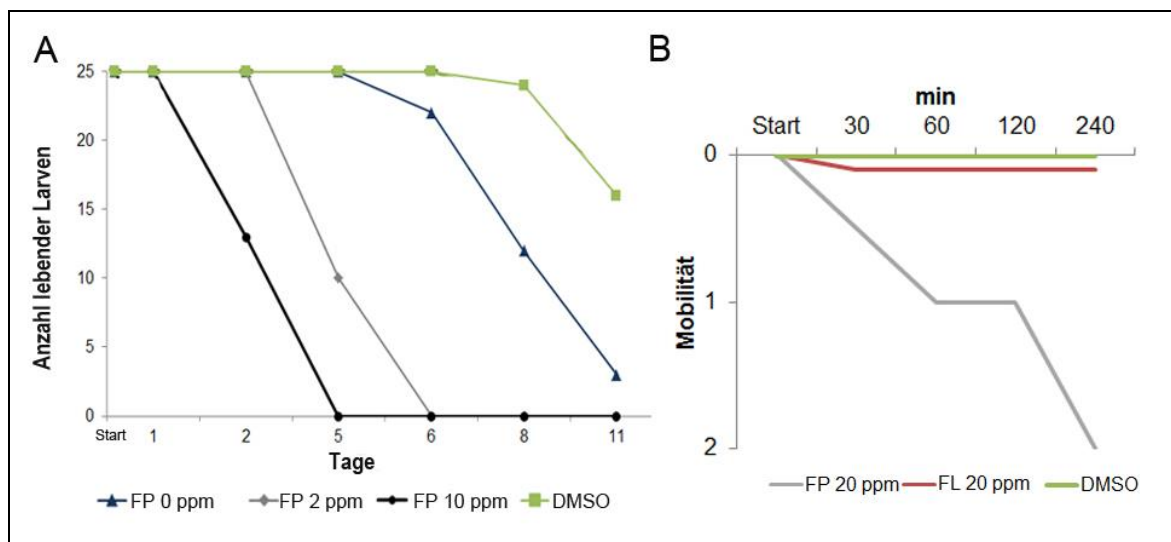 A
Anzahl lebender Larven
25
20
15
10
5
0
Start 1 2 5 6 8 11
Tage
FP 0 ppm FP 2 ppm FP 10 ppm DMSO
B
min
Start 30 60 120 240
Mobilität
0
1
2
FP 20 ppm FL 20 ppm DMSO